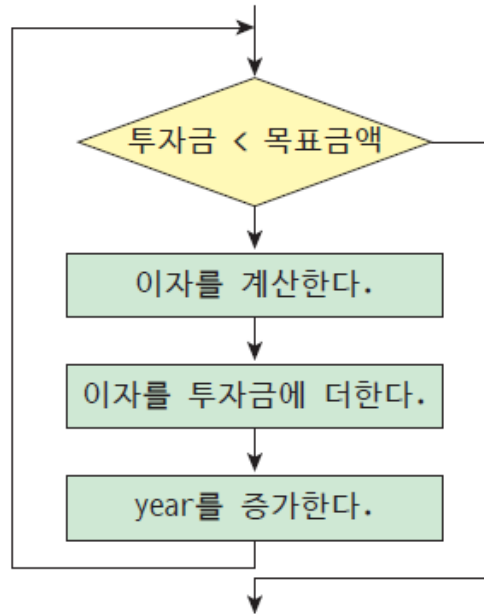 투자금 < 목표금액
이자를 계산한다.
이자를 투자금에 더한다.
year를 증가한다.